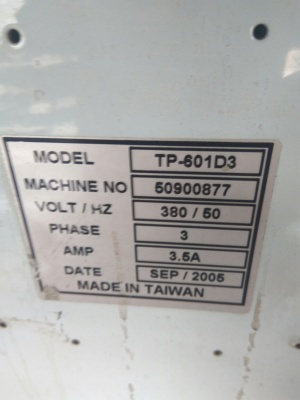 MODEL TP-601D3
MACHINE NO 50900877
VOLT / HZ 380 / 50
PHASE 3
AMP 3.5A
DATE SEP / 2005
MADE IN TAIWAN